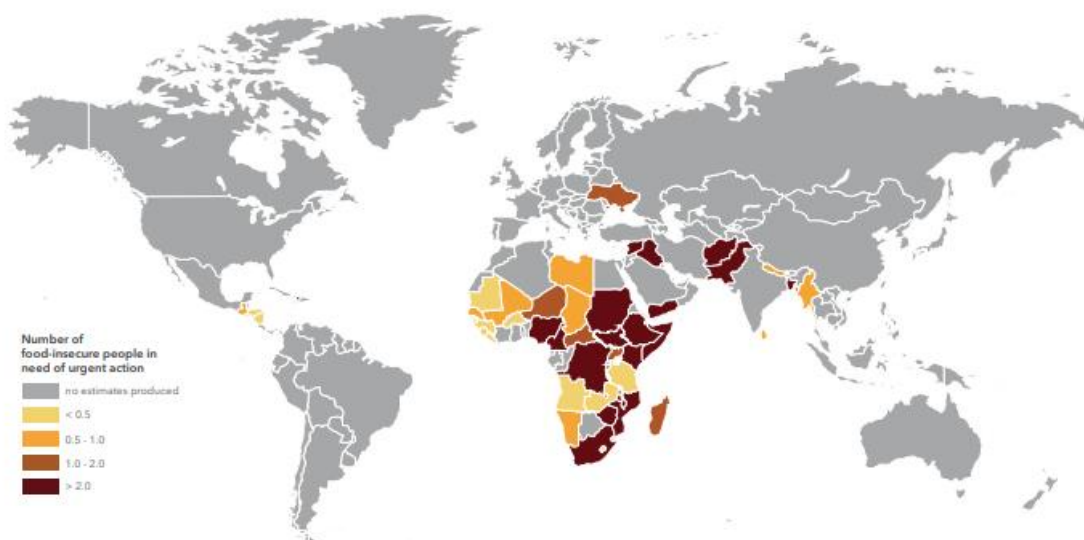 Number of
food-insecure people in
need of urgent action
no estimates produced
< 0.5
0.5 - 1.0
1.0 - 2.0
> 2.0